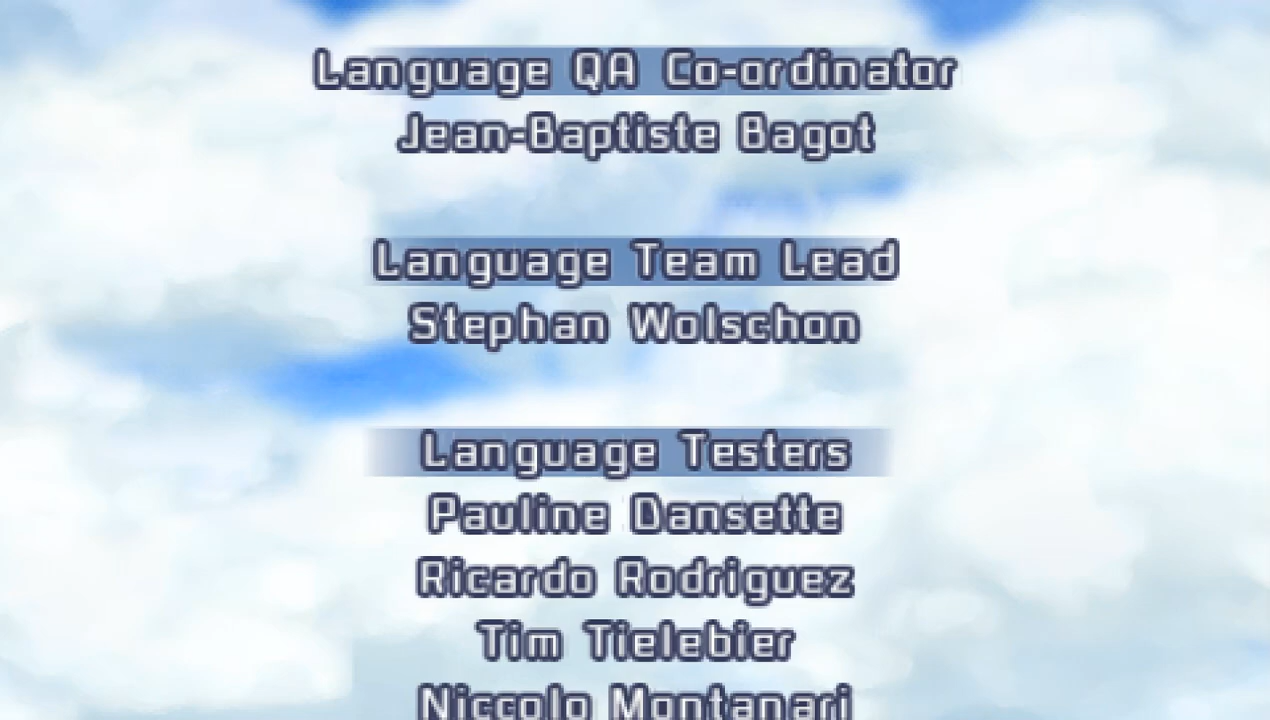 Language QA Co-ordinator
Jean-Baptiste Bagot
Language Team Lead
Stephan Wolschon
Language Testers
Pauline Dansette
Ricardo Rodriguez
Tim Tielebier
Niccolo Montanari